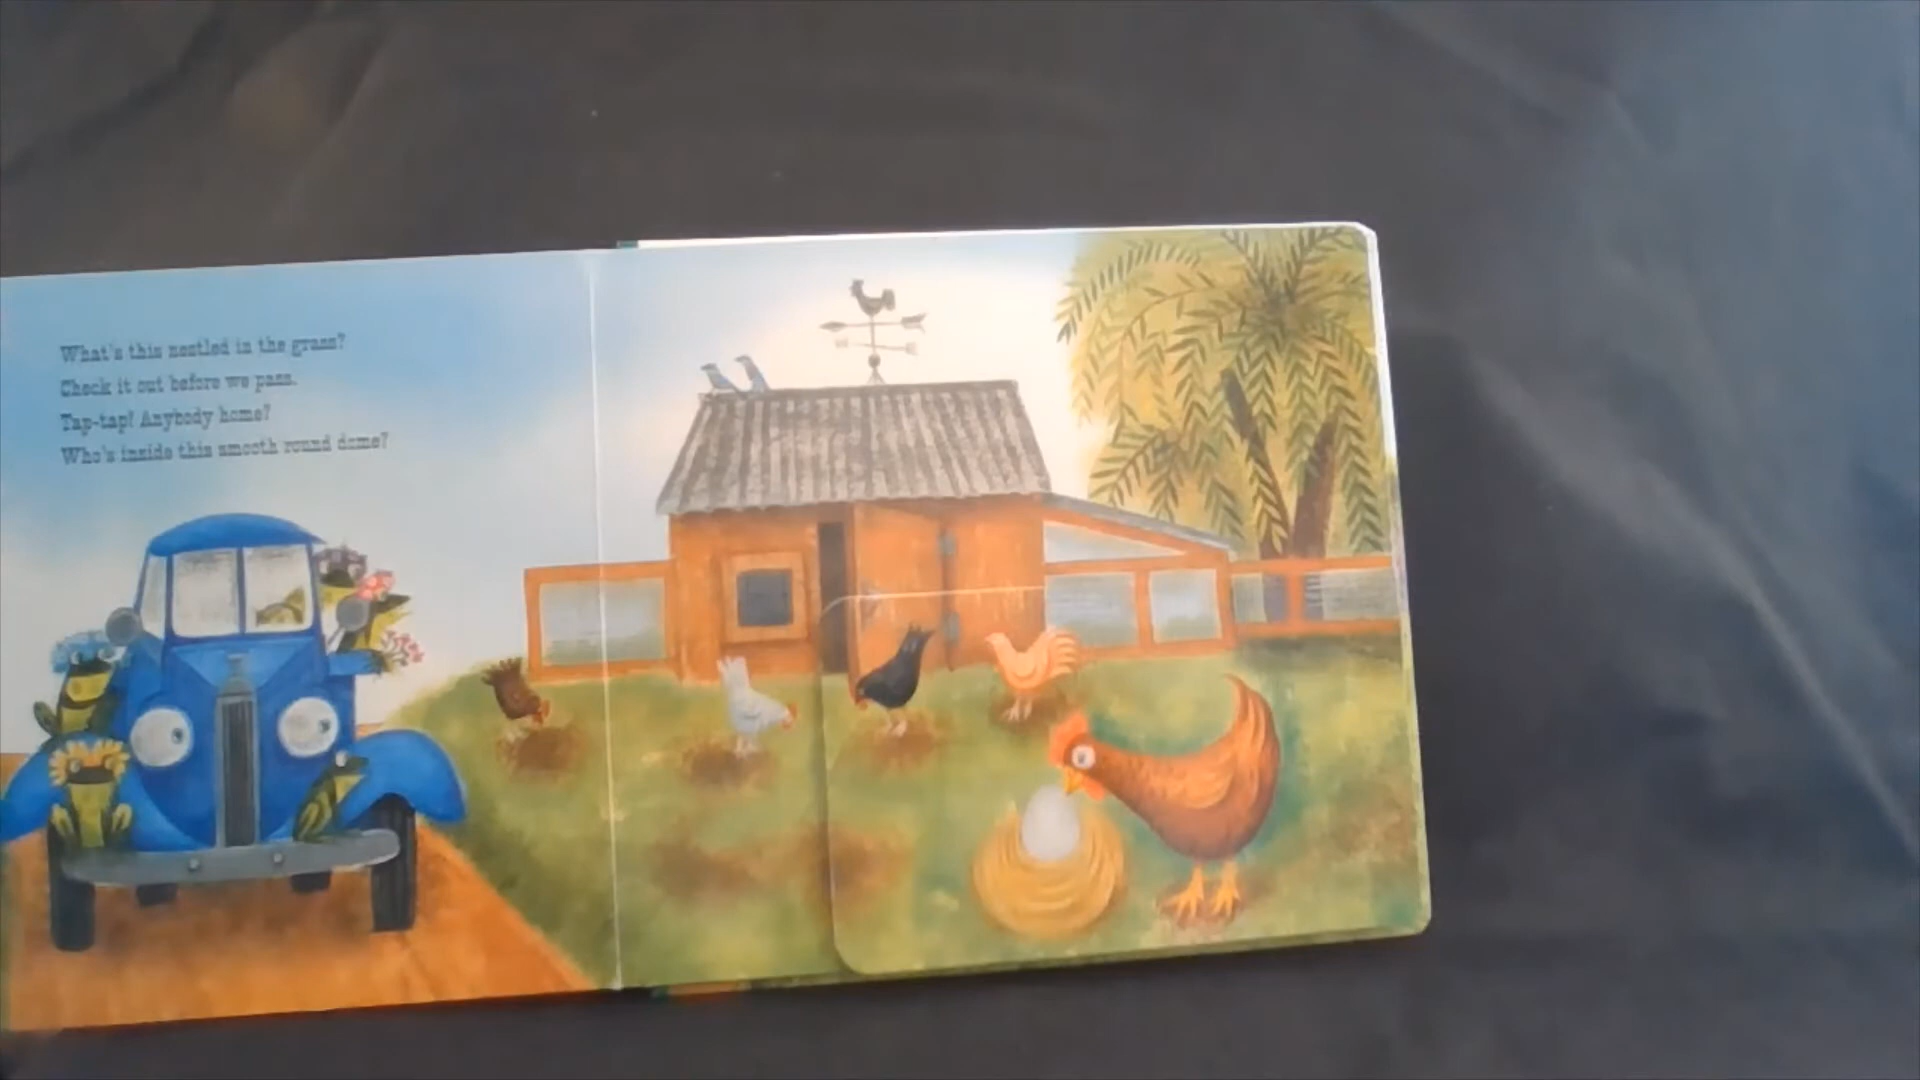 What's this nestled in the grass?
Check it out before we pass.
Tap-tap! Anybody home?
Who's inside this smooth round dome?